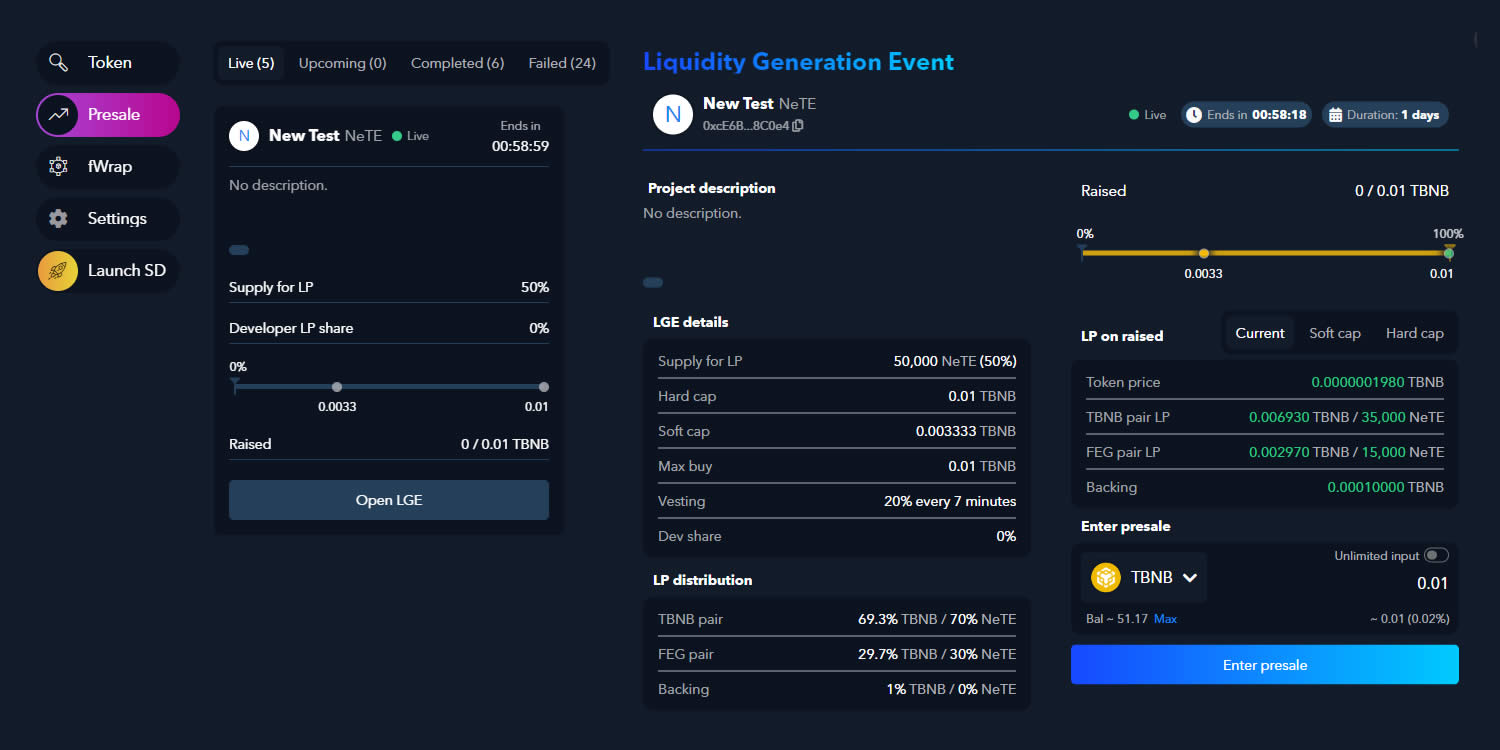 Token
Presale
fWrap
Settings
Launch SD
Live (5) Upcoming (0) Completed (6) Failed (24)
N New Test NeTE Live
Ends in
00:58:59
No description.
Supply for LP 50%
Developer LP share 0%
0%
0.0033 0.01
Raised 0 / 0.01 TBNB
Open LGE
Liquidity Generation Event
N New Test NeTE
0xcE6B...8C0e4
Live Ends in 00:58:18 Duration: 1 days
Project description
No description.
LGE details
Supply for LP 50,000 NeTE (50%)
Hard cap 0.01 TBNB
Soft cap 0.003333 TBNB
Max buy 0.01 TBNB
Vesting 20% every 7 minutes
Dev share 0%
LP distribution
TBNB pair 69.3% TBNB / 70% NeTE
FEG pair 29.7% TBNB / 30% NeTE
Backing 1% TBNB / 0% NeTE
Raised 0 / 0.01 TBNB
0% 100%
0.0033 0.01
LP on raised Current Soft cap Hard cap
Token price 0.0000001980 TBNB
TBNB pair LP 0.006930 TBNB / 35,000 NeTE
FEG pair LP 0.002970 TBNB / 15,000 NeTE
Backing 0.00010000 TBNB
Enter presale
Unlimited input
TBNB 0.01
Bal ~ 51.17 Max ~ 0.01 (0.02%)
Enter presale